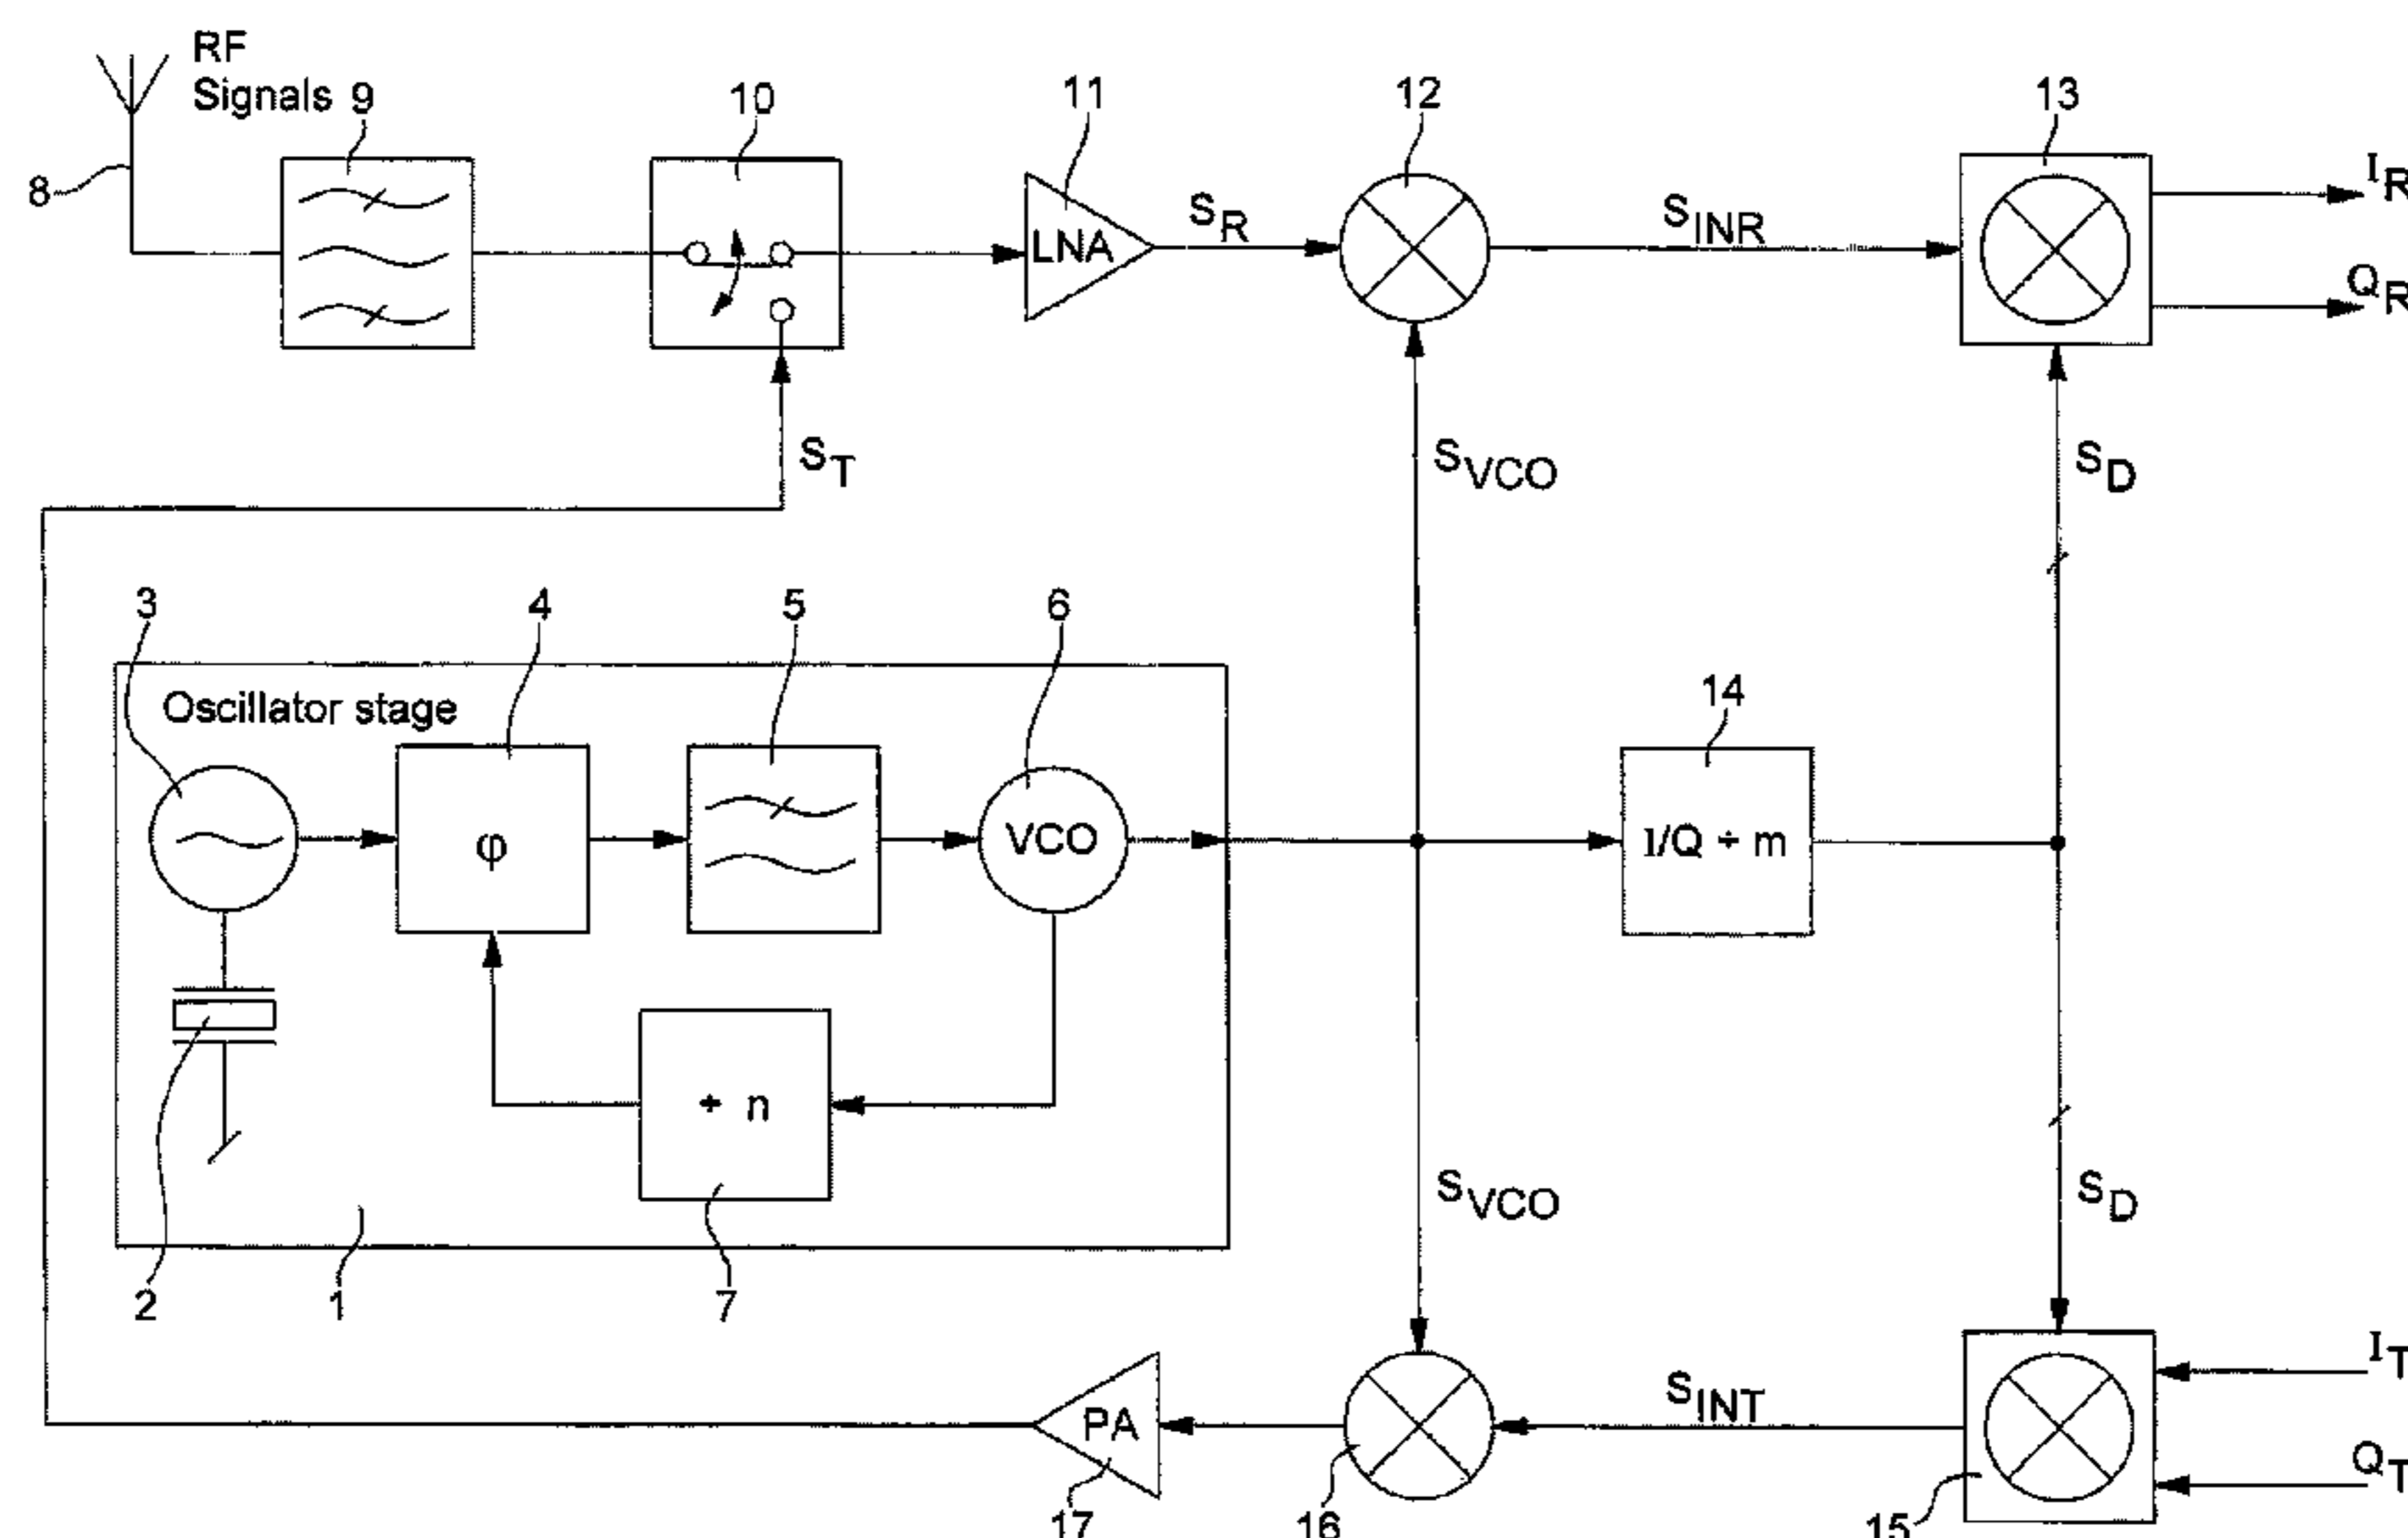 RF
Signals 9
10
11
12
13
8
LNA
S_R
S_INR
I_R
Q_R
S_T
S_VCO
S_D
3
4
5
6
14
Oscillator stage
φ
VCO
I/Q ÷ m
÷ n
S_VCO
S_D
2
1
7
PA
S_INT
I_T
Q_T
17
16
15